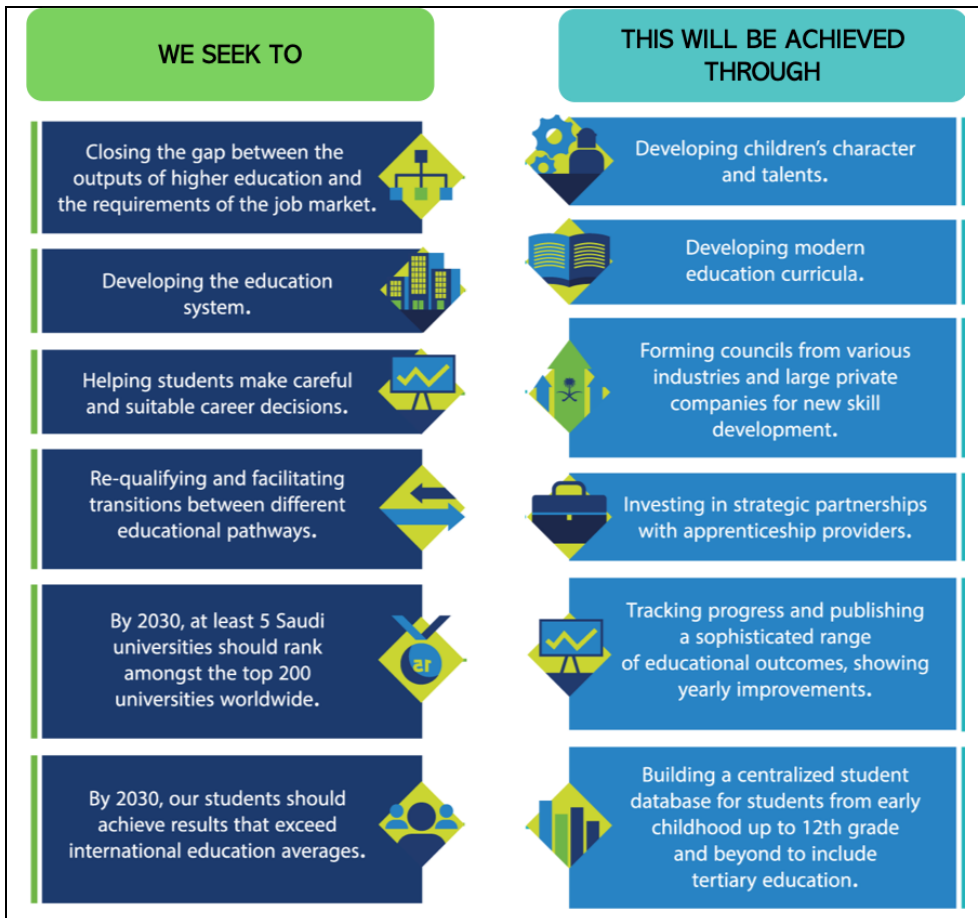 WE SEEK TO
Closing the gap between the
outputs of higher education and
the requirements of the job market.
Developing the education
system.
Helping students make careful
and suitable career decisions.
Re-qualifying and facilitating
transitions between different
educational pathways.
By 2030, at least 5 Saudi
universities should rank
amongst the top 200
universities worldwide.
15
By 2030, our students should
achieve results that exceed
international education averages.
THIS WILL BE ACHIEVED
THROUGH
Developing children’s character
and talents.
Developing modern
education curricula.
Forming councils from various
industries and large private
companies for new skill
development.
Investing in strategic partnerships
with apprenticeship providers.
Tracking progress and publishing
a sophisticated range
of educational outcomes, showing
yearly improvements.
Building a centralized student
database for students from early
childhood up to 12th grade
and beyond to include
tertiary education.